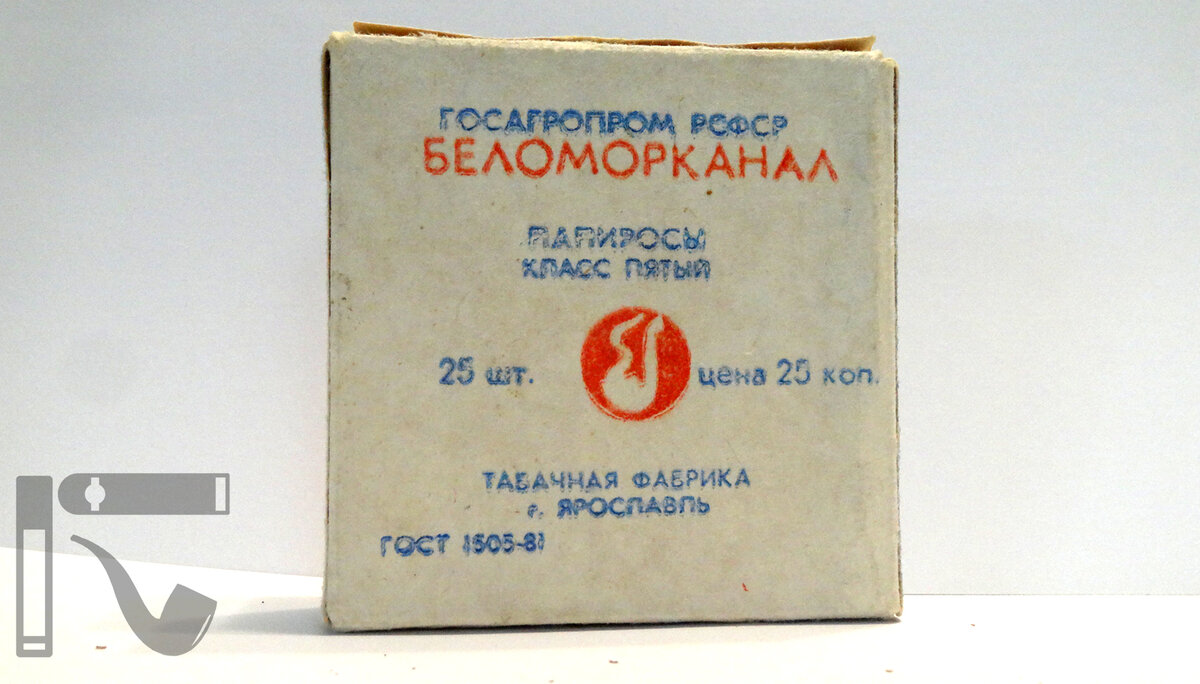 ГОСАГРОПРОМ РСФСР
БЕЛОМОРКАНАЛ
ПАПИРОСЫ
КЛАСС ПЯТЫЙ
25 шт. цена 25 коп.
ТАБАЧНАЯ ФАБРИКА
г. ЯРОСЛАВЛЬ
ГОСТ 1505-81